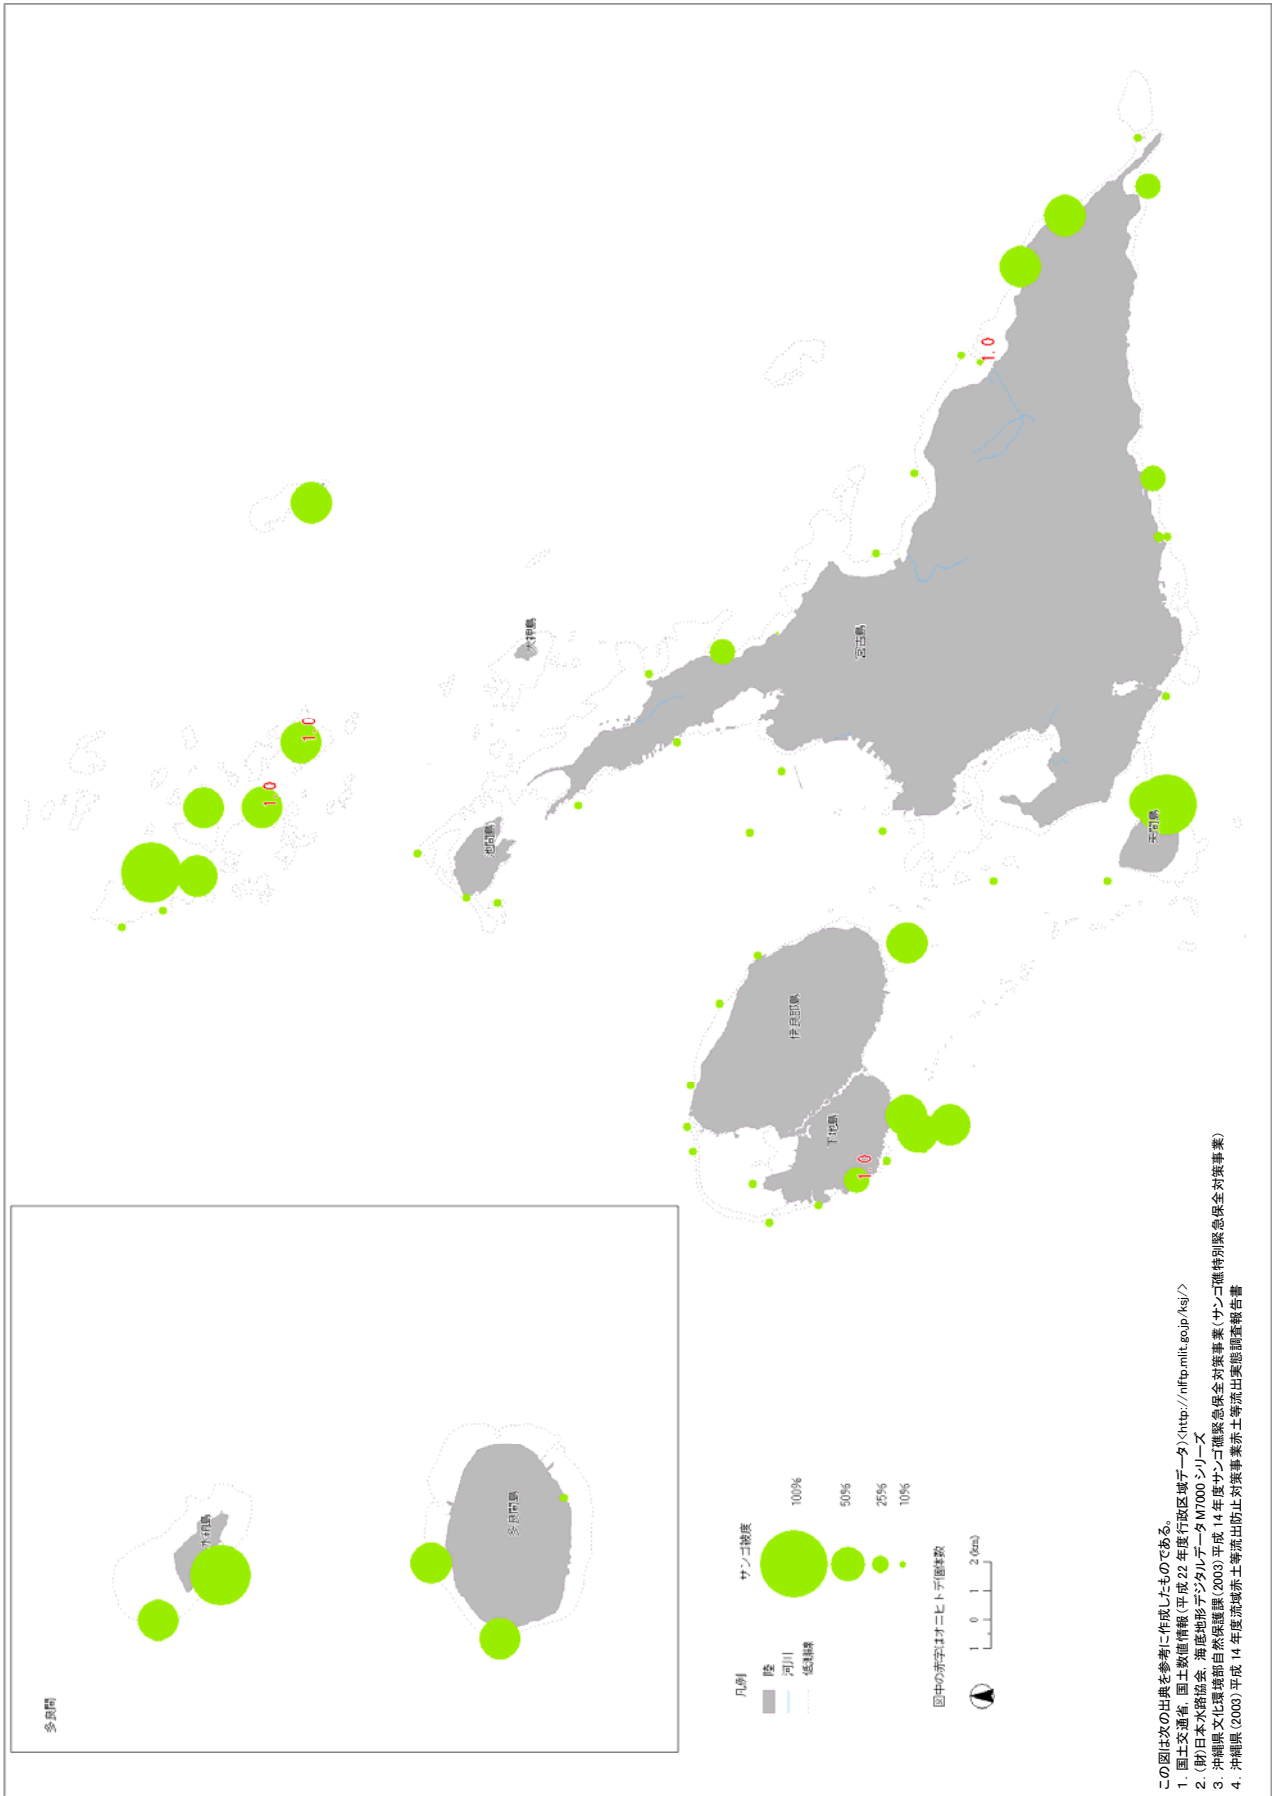 多良間
水納島
多良間島
大神島
池間島
宮古島
伊良部島
下地島
来間島
1.0
1.0
1.0
1.0
凡例
陸
河川
低潮線
サンゴ被度
100%
50%
25%
10%
図中の赤字はオニヒトデ個体数
1 0 1 2 (km)
この図は次の出典を参考に作成したものである。
1. 国土交通省, 国土数値情報(平成 22 年度行政区域データ)<http://nlftp.mlit.go.jp/ksj/>
2. (財)日本水路協会, 海底地形デジタルデータ M7000 シリーズ
3. 沖縄県文化環境部自然保護課(2003)平成 14 年度サンゴ礁緊急保全対策事業(サンゴ礁特別緊急保全対策事業)
4. 沖縄県(2003)平成 14 年度流域赤土等流出防止対策事業赤土等流出実態調査報告書